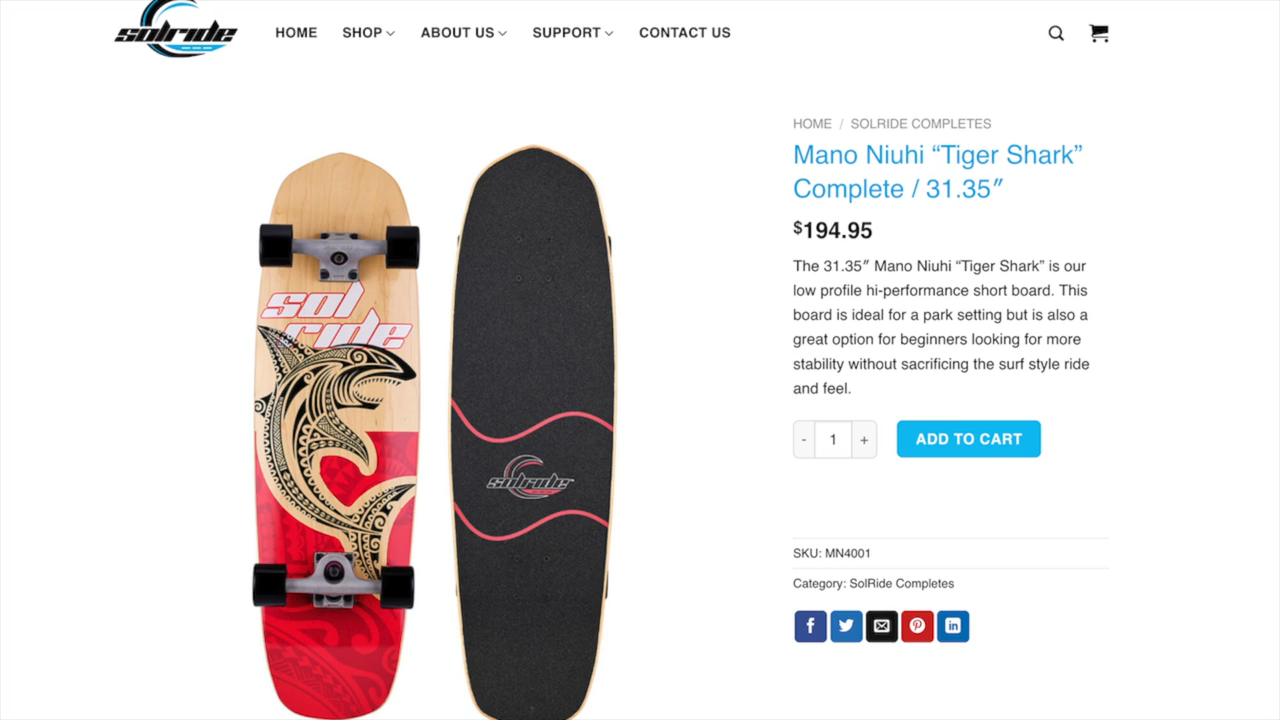 solride
HOME SHOP ABOUT US SUPPORT CONTACT US
HOME / SOLRIDE COMPLETES
Mano Niuhi “Tiger Shark”
Complete / 31.35″
$194.95
The 31.35″ Mano Niuhi “Tiger Shark” is our
low profile hi-performance short board. This
board is ideal for a park setting but is also a
great option for beginners looking for more
stability without sacrificing the surf style ride
and feel.
- 1 + ADD TO CART
SKU: MN4001
Category: SolRide Completes
sol
ride
solride